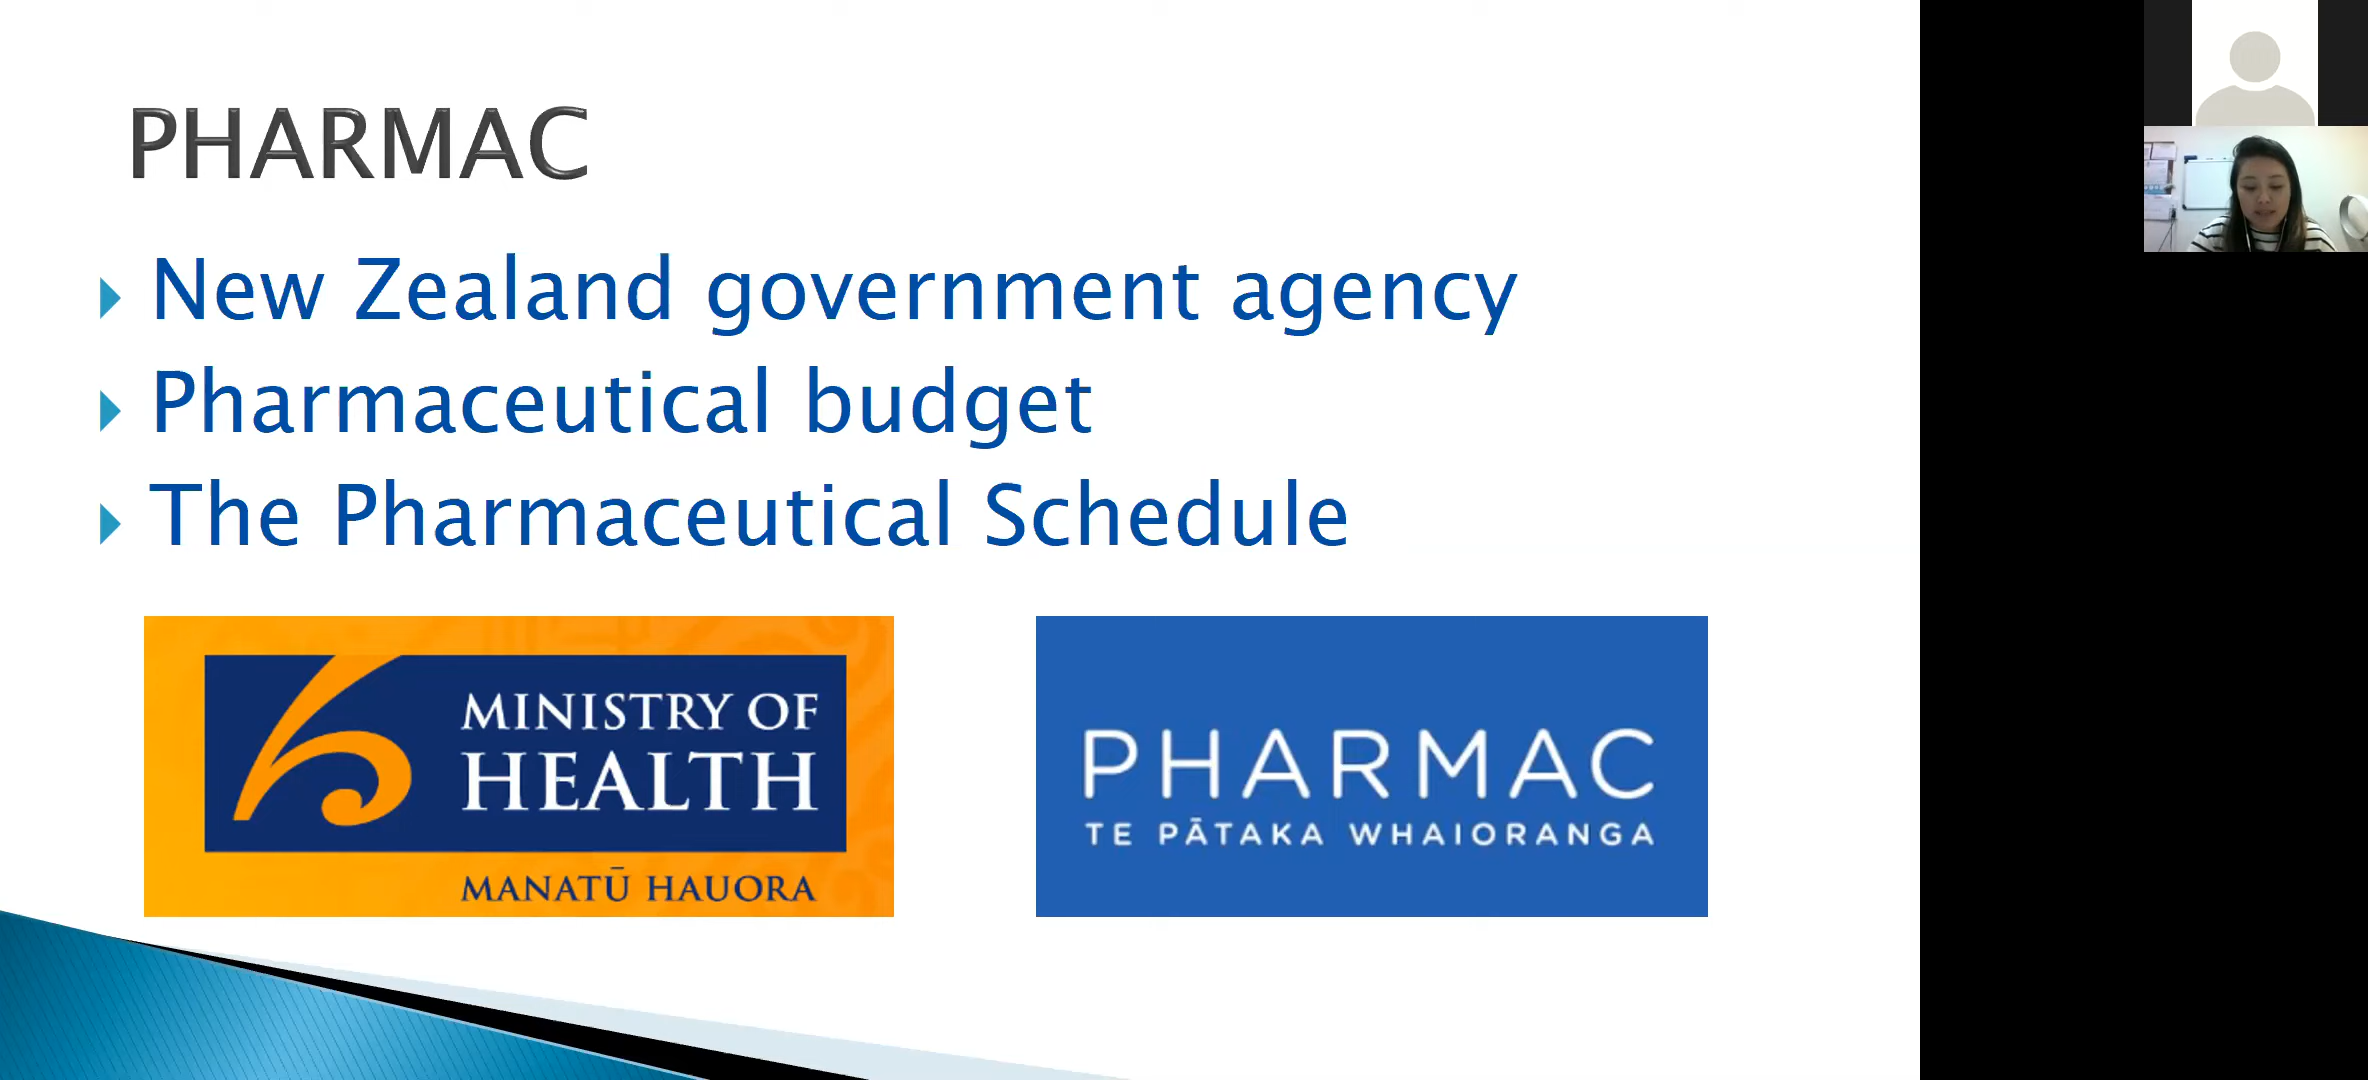 PHARMAC
New Zealand government agency
Pharmaceutical budget
The Pharmaceutical Schedule
MINISTRY OF
HEALTH
MANATŪ HAUORA
PHARMAC
TE PĀTAKA WHAIORANGA